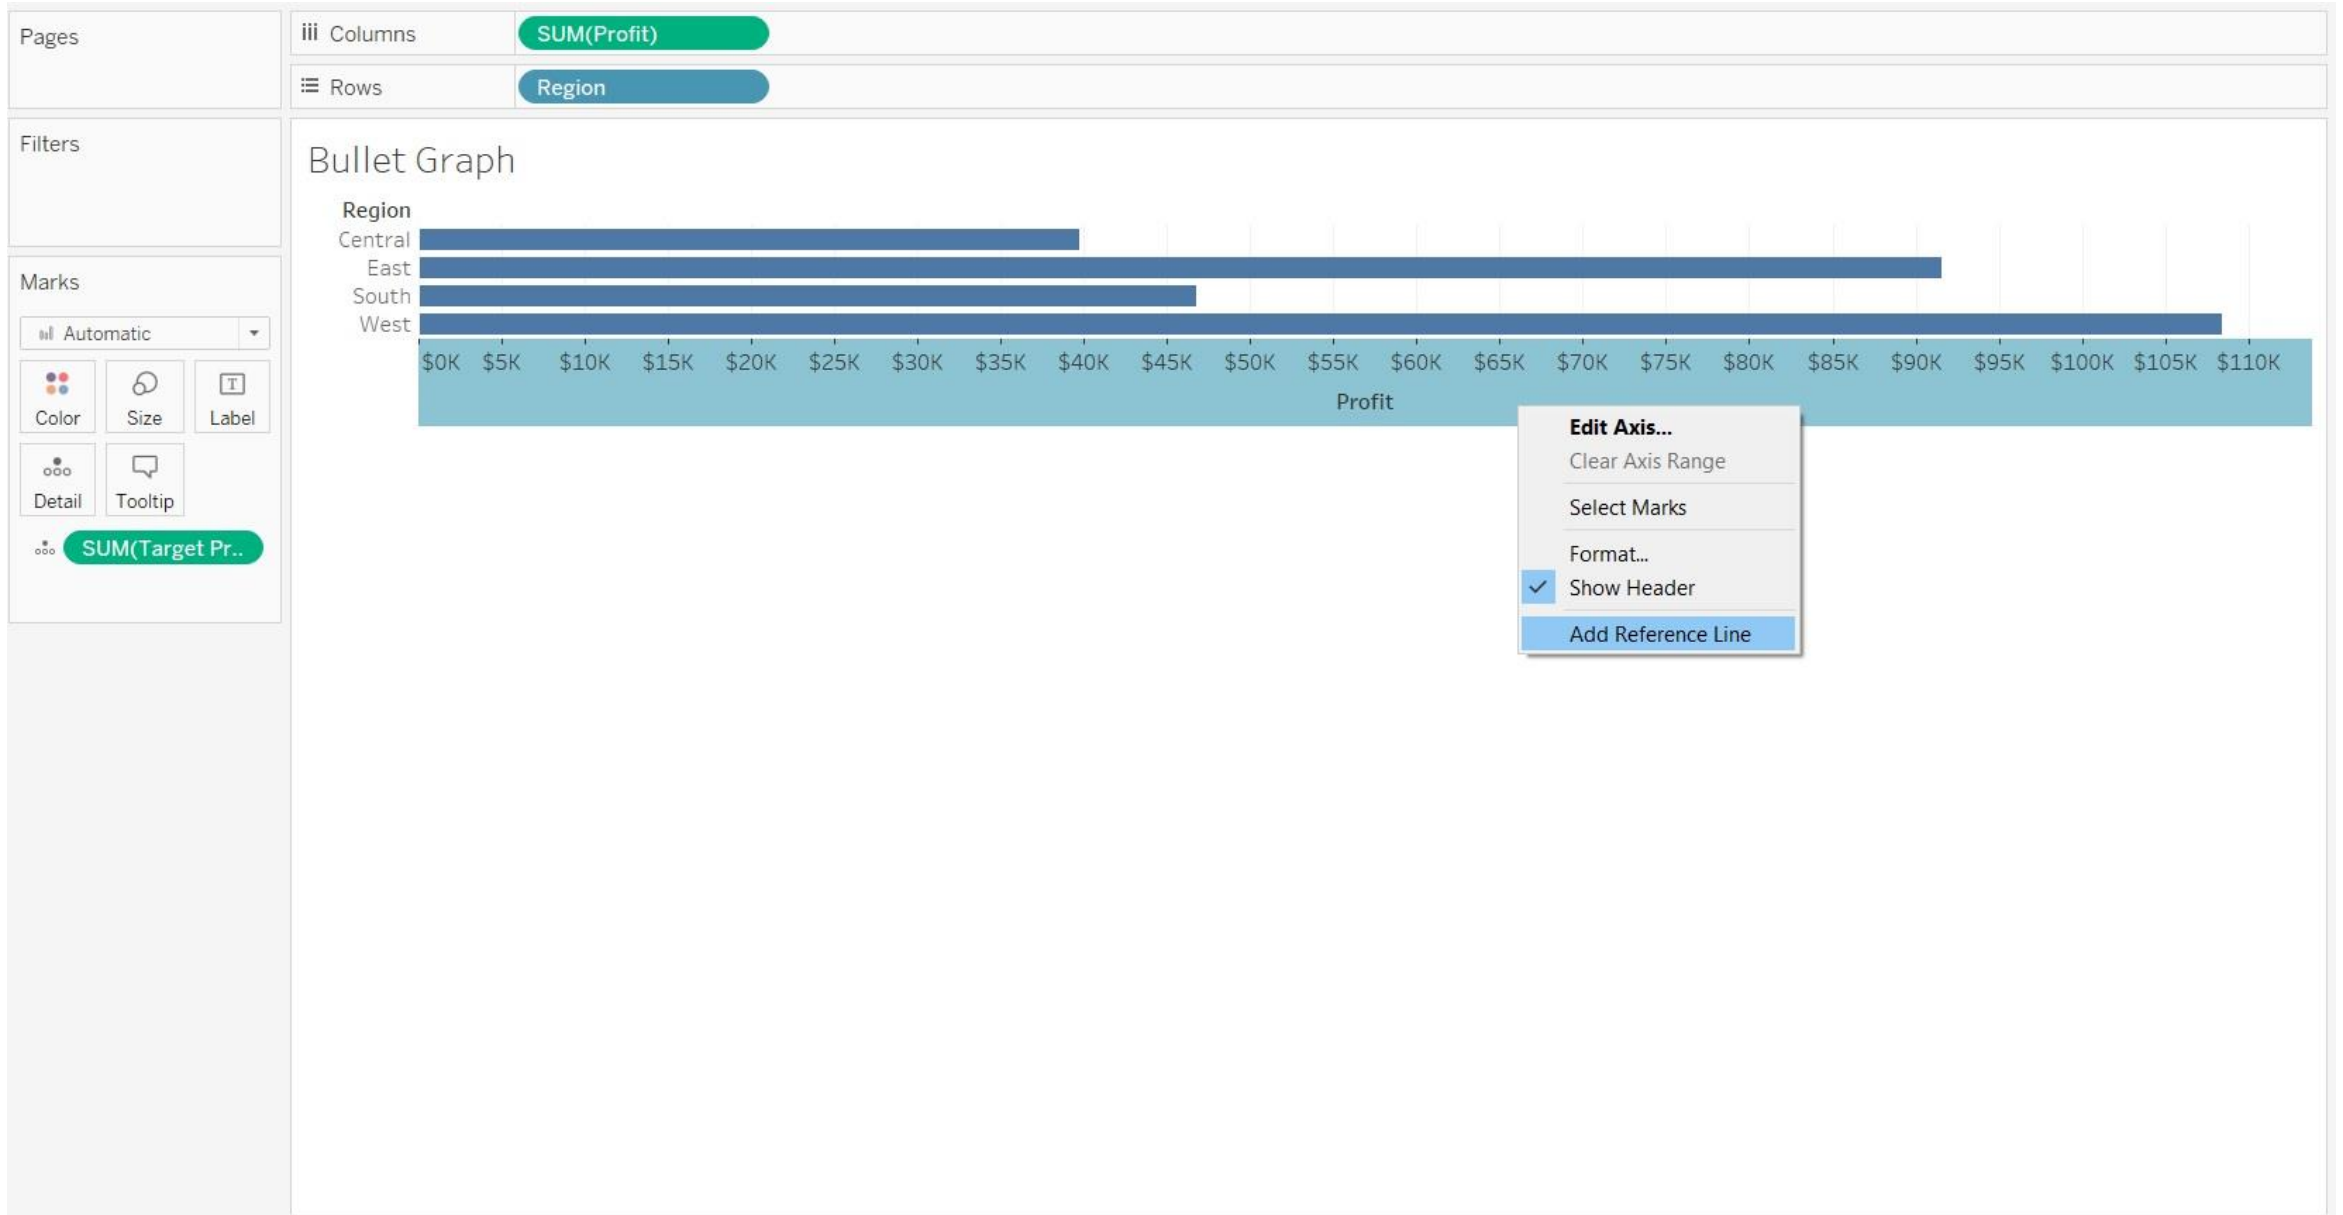 Pages
Columns
SUM(Profit)
Rows
Region
Filters
Marks
Automatic
Color
Size
T
Label
Detail
Tooltip
SUM(Target Pr..
Bullet Graph
Region
Central
East
South
West
$0K $5K $10K $15K $20K $25K $30K $35K $40K $45K $50K $55K $60K $65K $70K $75K $80K $85K $90K $95K $100K $105K $110K
Profit
Edit Axis...
Clear Axis Range
Select Marks
Format...
Show Header
Add Reference Line